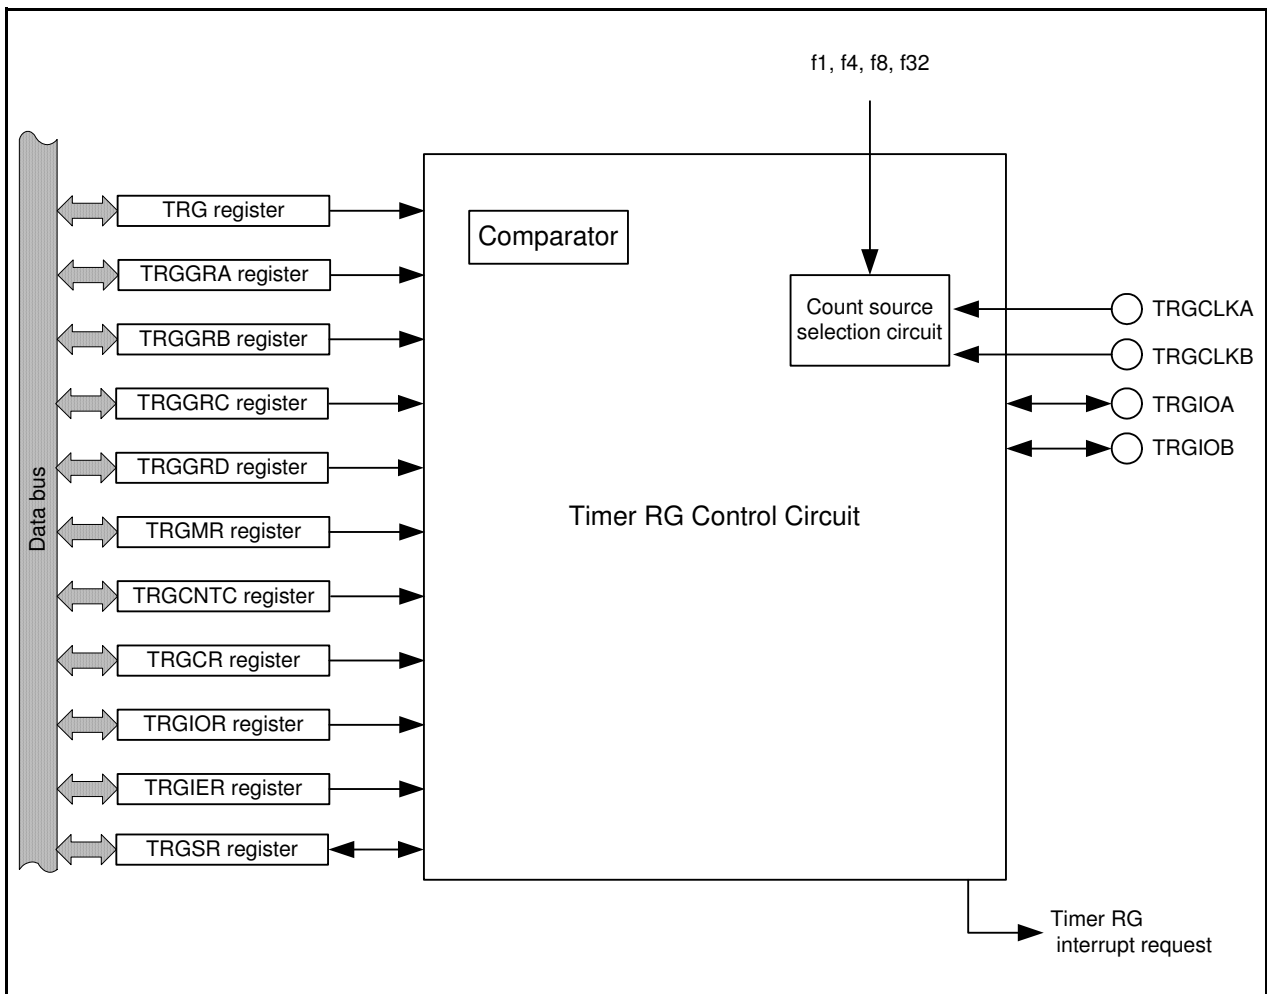 f1, f4, f8, f32
TRG register
Comparator
TRGGRA register
Count source
selection circuit
TRGCLKA
TRGGRB register
TRGCLKB
TRGGRC register
TRGIOA
TRGIOB
TRGGRD register
Data bus
TRGMR register
Timer RG Control Circuit
TRGCNTC register
TRGCR register
TRGIOR register
TRGIER register
TRGSR register
Timer RG
interrupt request